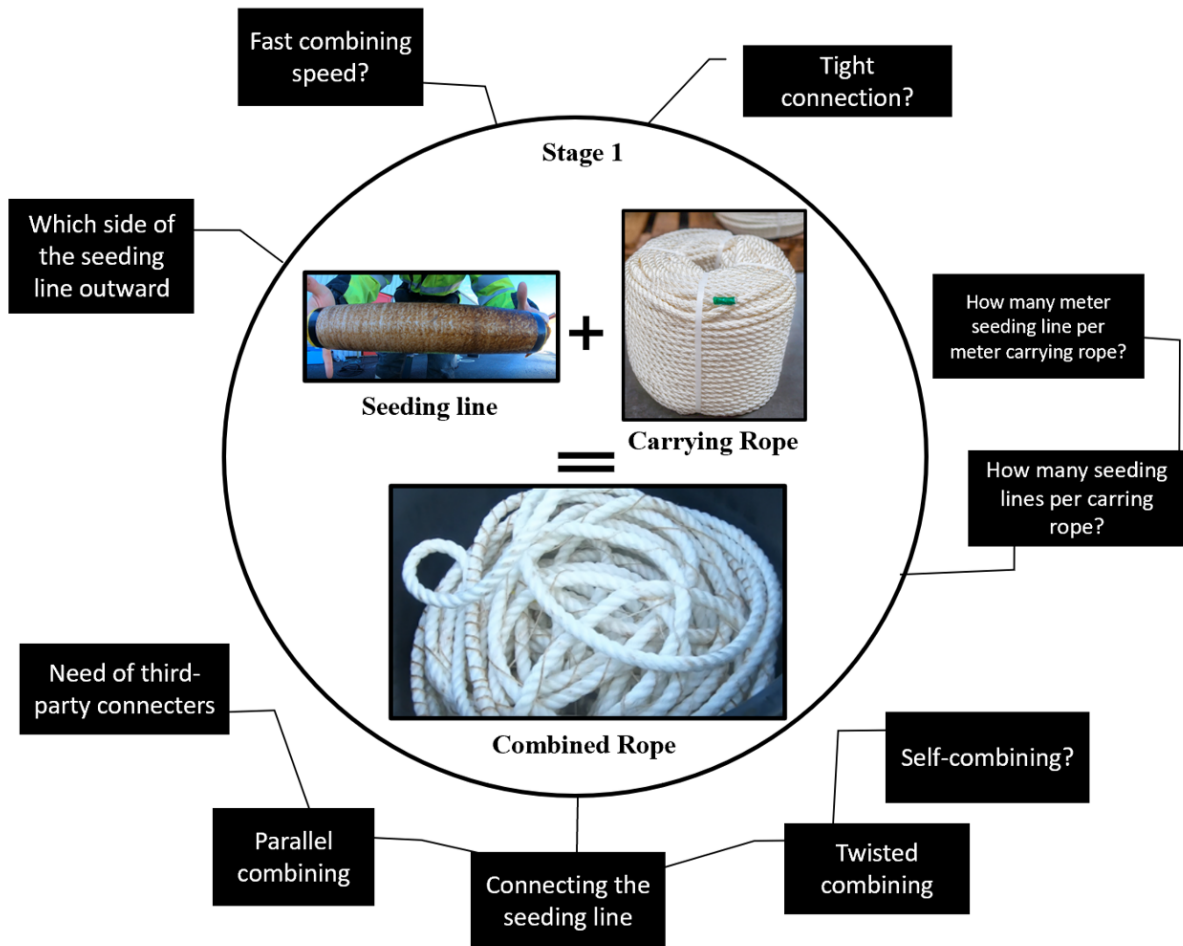 Fast combining
speed?
Tight
connection?
Stage 1
Which side of
the seeding
line outward
Seeding line
+
Carrying Rope
=
How many meter
seeding line per
meter carrying rope?
How many seeding
lines per carring
rope?
Combined Rope
Need of third-
party connecters
Self-combining?
Parallel
combining
Connecting the
seeding line
Twisted
combining